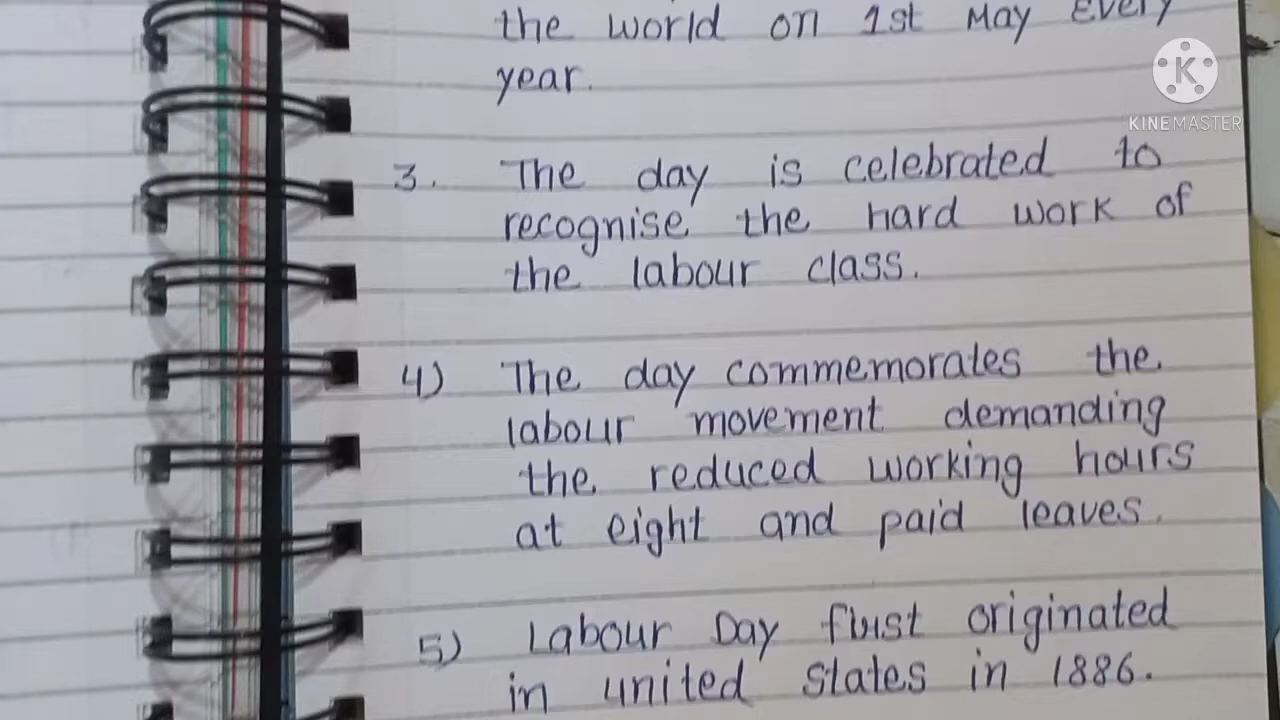 the world on 1st May Every
year.
K
KINEMASTER
3. The day is celebrated to
recognise the hard work of
the labour class.
4) The day commemorates the
labour movement demanding
the reduced working hours
at eight and paid leaves.
5) Labour Day first originated
in united states in 1886.